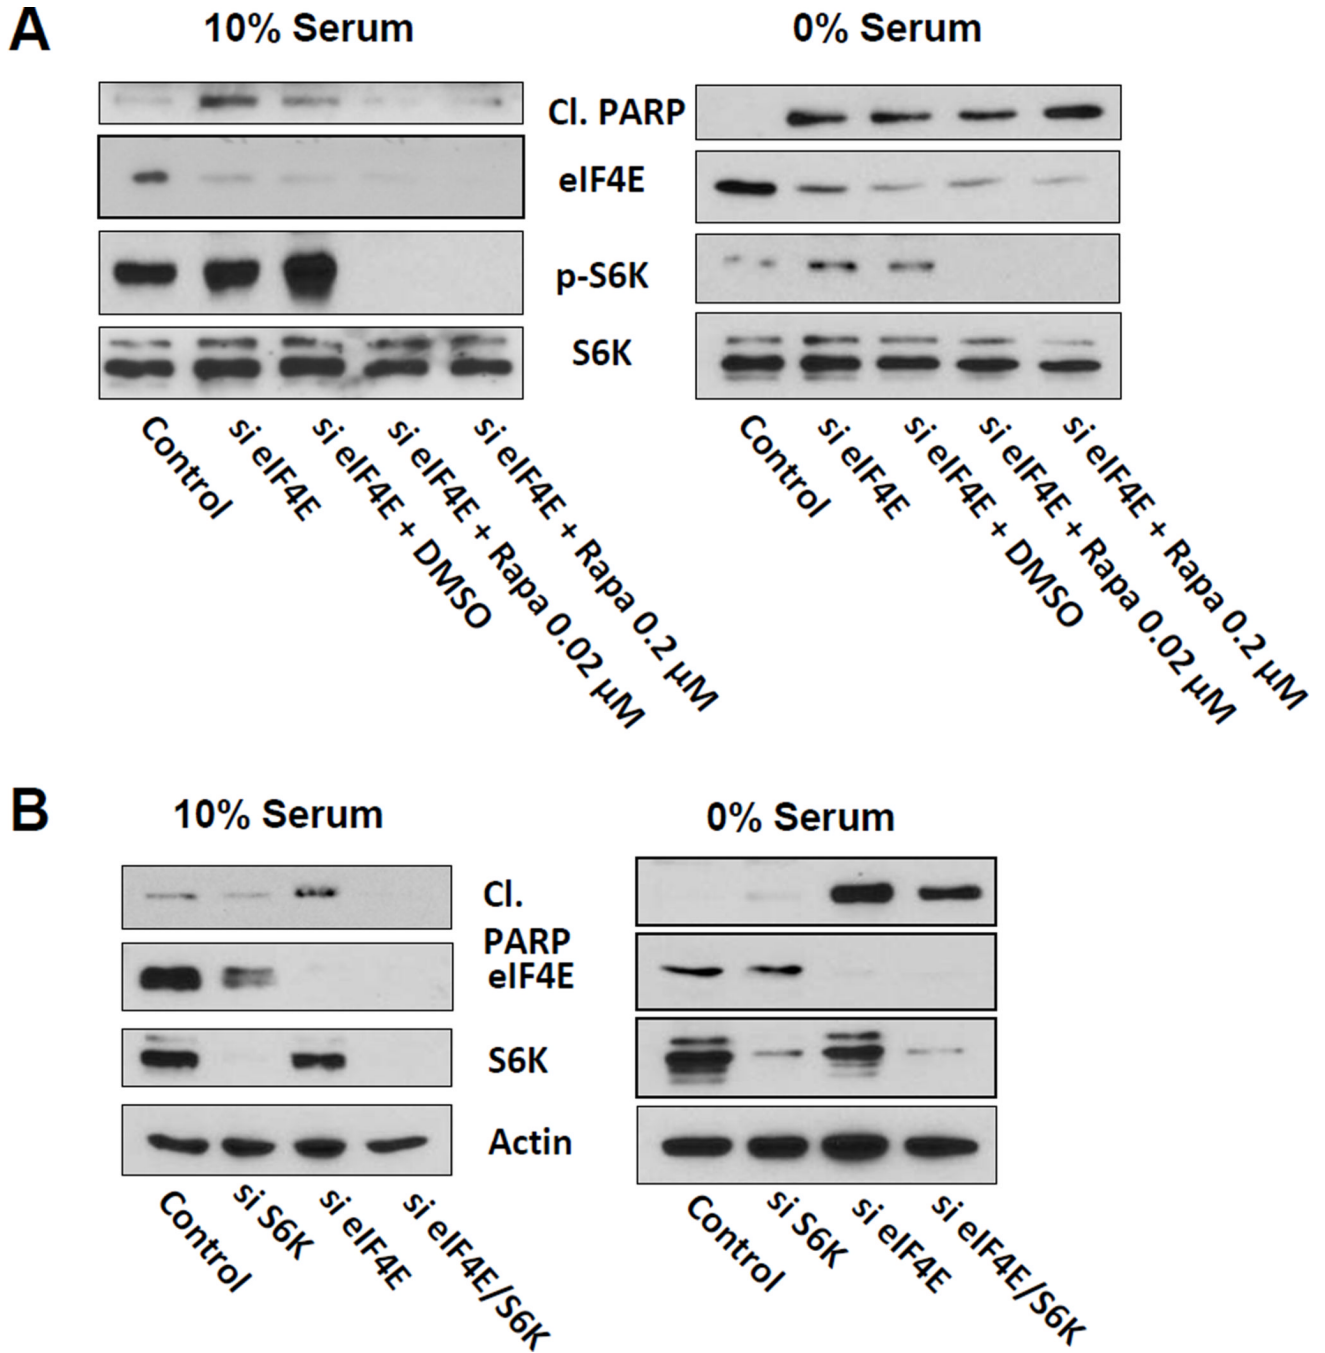 A
10% Serum
0% Serum
Cl. PARP
eIF4E
p-S6K
S6K
Control
si eIF4E
si eIF4E + DMSO
si eIF4E + Rapa 0.02 µM
si eIF4E + Rapa 0.2 µM
Control
si eIF4E
si eIF4E + DMSO
si eIF4E + Rapa 0.02 µM
si eIF4E + Rapa 0.2 µM
B
10% Serum
0% Serum
Cl.
PARP
eIF4E
S6K
Actin
Control
si S6K
si eIF4E
si eIF4E/S6K
Control
si S6K
si eIF4E
si eIF4E/S6K